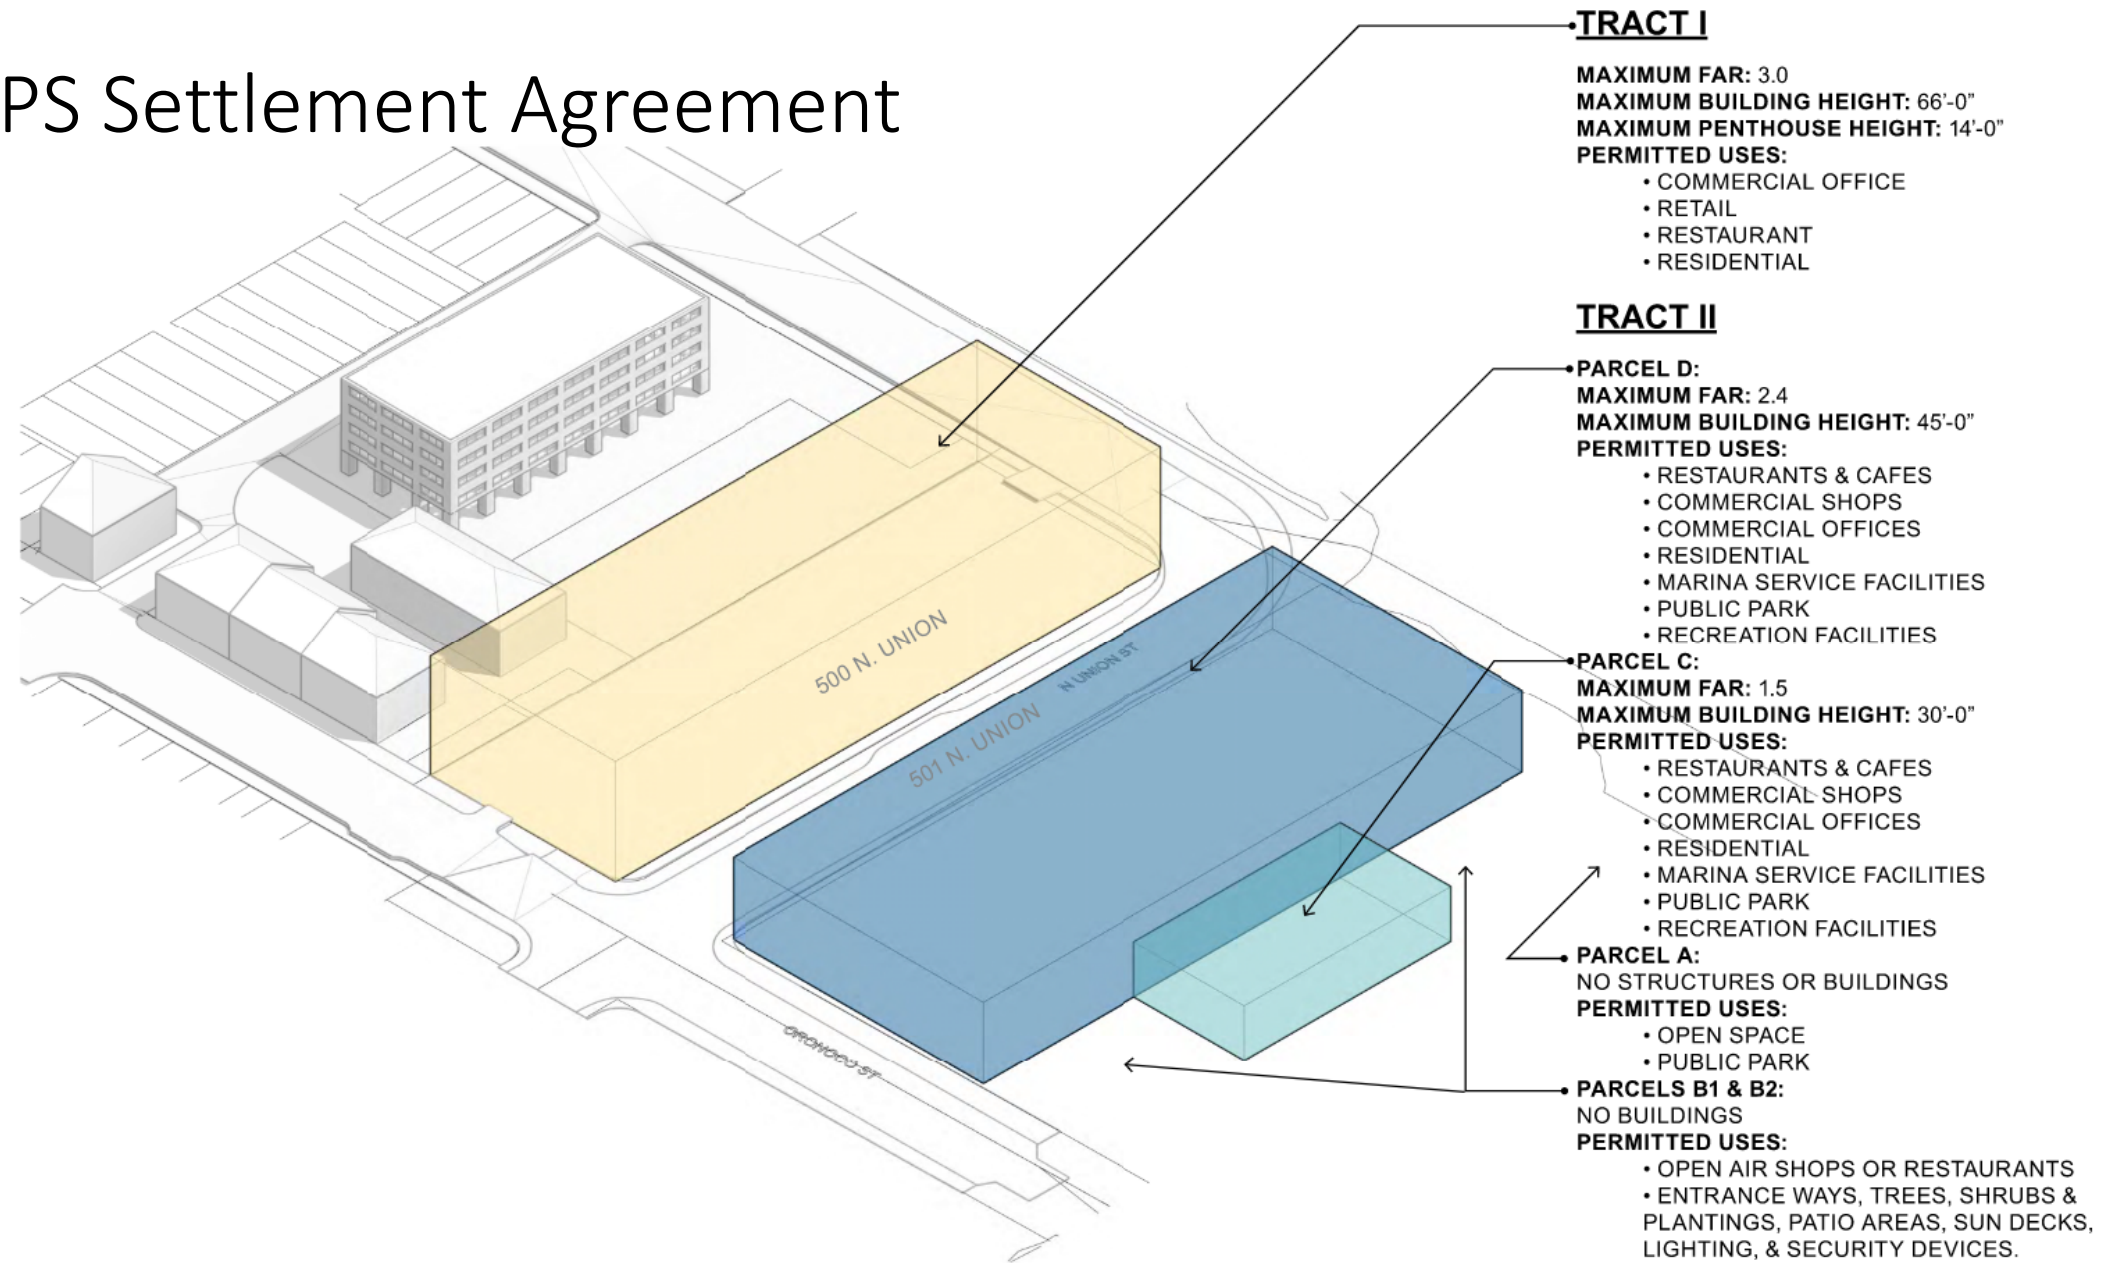 PS Settlement Agreement
TRACT I
MAXIMUM FAR: 3.0
MAXIMUM BUILDING HEIGHT: 66'-0"
MAXIMUM PENTHOUSE HEIGHT: 14'-0"
PERMITTED USES:
• COMMERCIAL OFFICE
• RETAIL
• RESTAURANT
• RESIDENTIAL
TRACT II
PARCEL D:
MAXIMUM FAR: 2.4
MAXIMUM BUILDING HEIGHT: 45'-0"
PERMITTED USES:
• RESTAURANTS & CAFES
• COMMERCIAL SHOPS
• COMMERCIAL OFFICES
• RESIDENTIAL
• MARINA SERVICE FACILITIES
• PUBLIC PARK
• RECREATION FACILITIES
PARCEL C:
MAXIMUM FAR: 1.5
MAXIMUM BUILDING HEIGHT: 30'-0"
PERMITTED USES:
• RESTAURANTS & CAFES
• COMMERCIAL SHOPS
• COMMERCIAL OFFICES
• RESIDENTIAL
• MARINA SERVICE FACILITIES
• PUBLIC PARK
• RECREATION FACILITIES
PARCEL A:
NO STRUCTURES OR BUILDINGS
PERMITTED USES:
• OPEN SPACE
• PUBLIC PARK
PARCELS B1 & B2:
NO BUILDINGS
PERMITTED USES:
• OPEN AIR SHOPS OR RESTAURANTS
• ENTRANCE WAYS, TREES, SHRUBS &
PLANTINGS, PATIO AREAS, SUN DECKS,
LIGHTING, & SECURITY DEVICES.
500 N. UNION
N UNION ST
501 N. UNION
ORONOCO ST